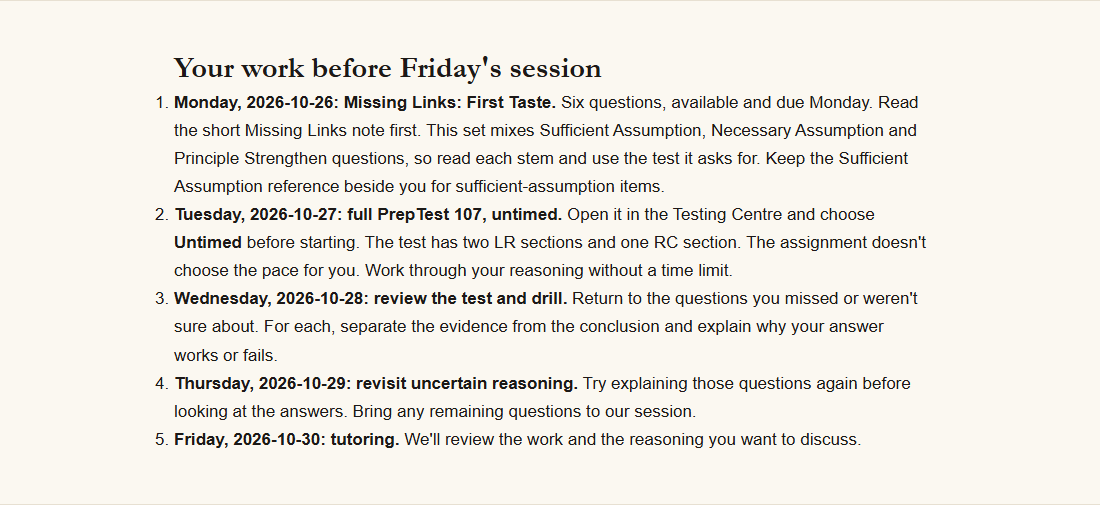 Your work before Friday's session
1. Monday, 2026-10-26: Missing Links: First Taste. Six questions, available and due Monday. Read
the short Missing Links note first. This set mixes Sufficient Assumption, Necessary Assumption and
Principle Strengthen questions, so read each stem and use the test it asks for. Keep the Sufficient
Assumption reference beside you for sufficient-assumption items.
2. Tuesday, 2026-10-27: full PrepTest 107, untimed. Open it in the Testing Centre and choose
Untimed before starting. The test has two LR sections and one RC section. The assignment doesn't
choose the pace for you. Work through your reasoning without a time limit.
3. Wednesday, 2026-10-28: review the test and drill. Return to the questions you missed or weren't
sure about. For each, separate the evidence from the conclusion and explain why your answer
works or fails.
4. Thursday, 2026-10-29: revisit uncertain reasoning. Try explaining those questions again before
looking at the answers. Bring any remaining questions to our session.
5. Friday, 2026-10-30: tutoring. We'll review the work and the reasoning you want to discuss.